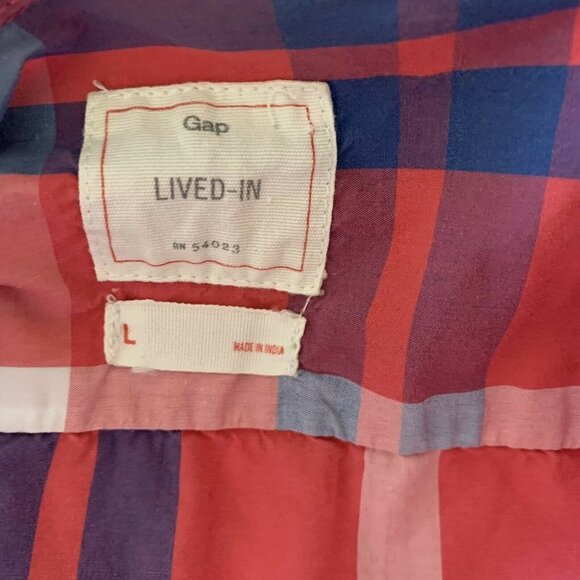 Gap
LIVED-IN
RN 54023
L
MADE IN INDIA